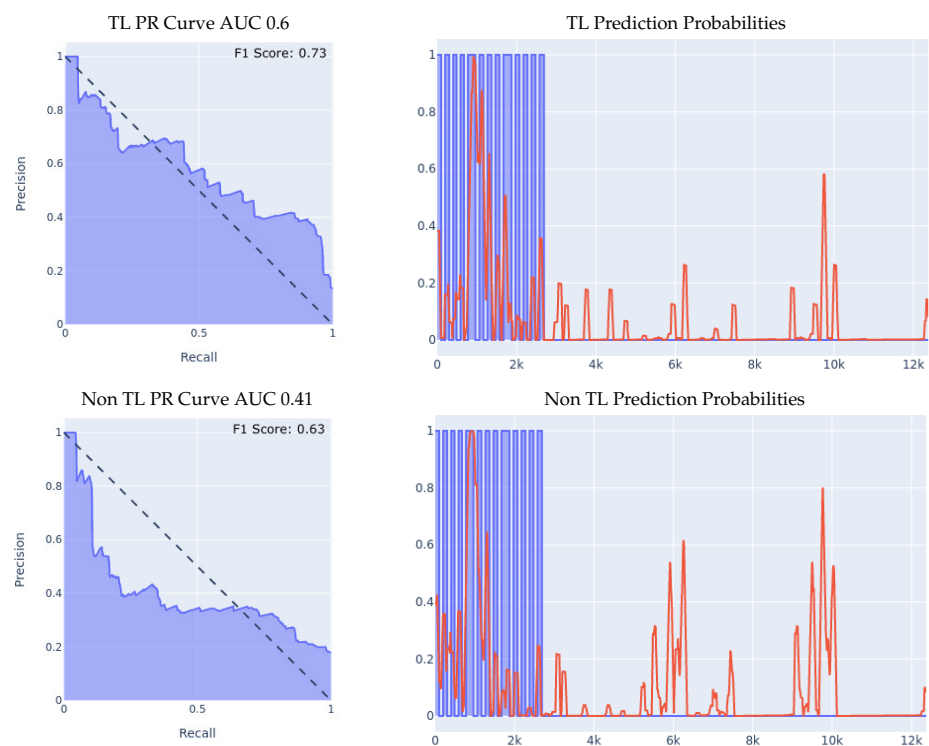 TL PR Curve AUC 0.6
F1 Score: 0.73
1
0.8
0.6
0.4
0.2
0
Precision
0
0.5
1
Recall
TL Prediction Probabilities
1
0.8
0.6
0.4
0.2
0
0
2k
4k
6k
8k
10k
12k
Non TL PR Curve AUC 0.41
F1 Score: 0.63
1
0.8
0.6
0.4
0.2
0
Precision
0
0.5
1
Recall
Non TL Prediction Probabilities
1
0.8
0.6
0.4
0.2
0
0
2k
4k
6k
8k
10k
12k